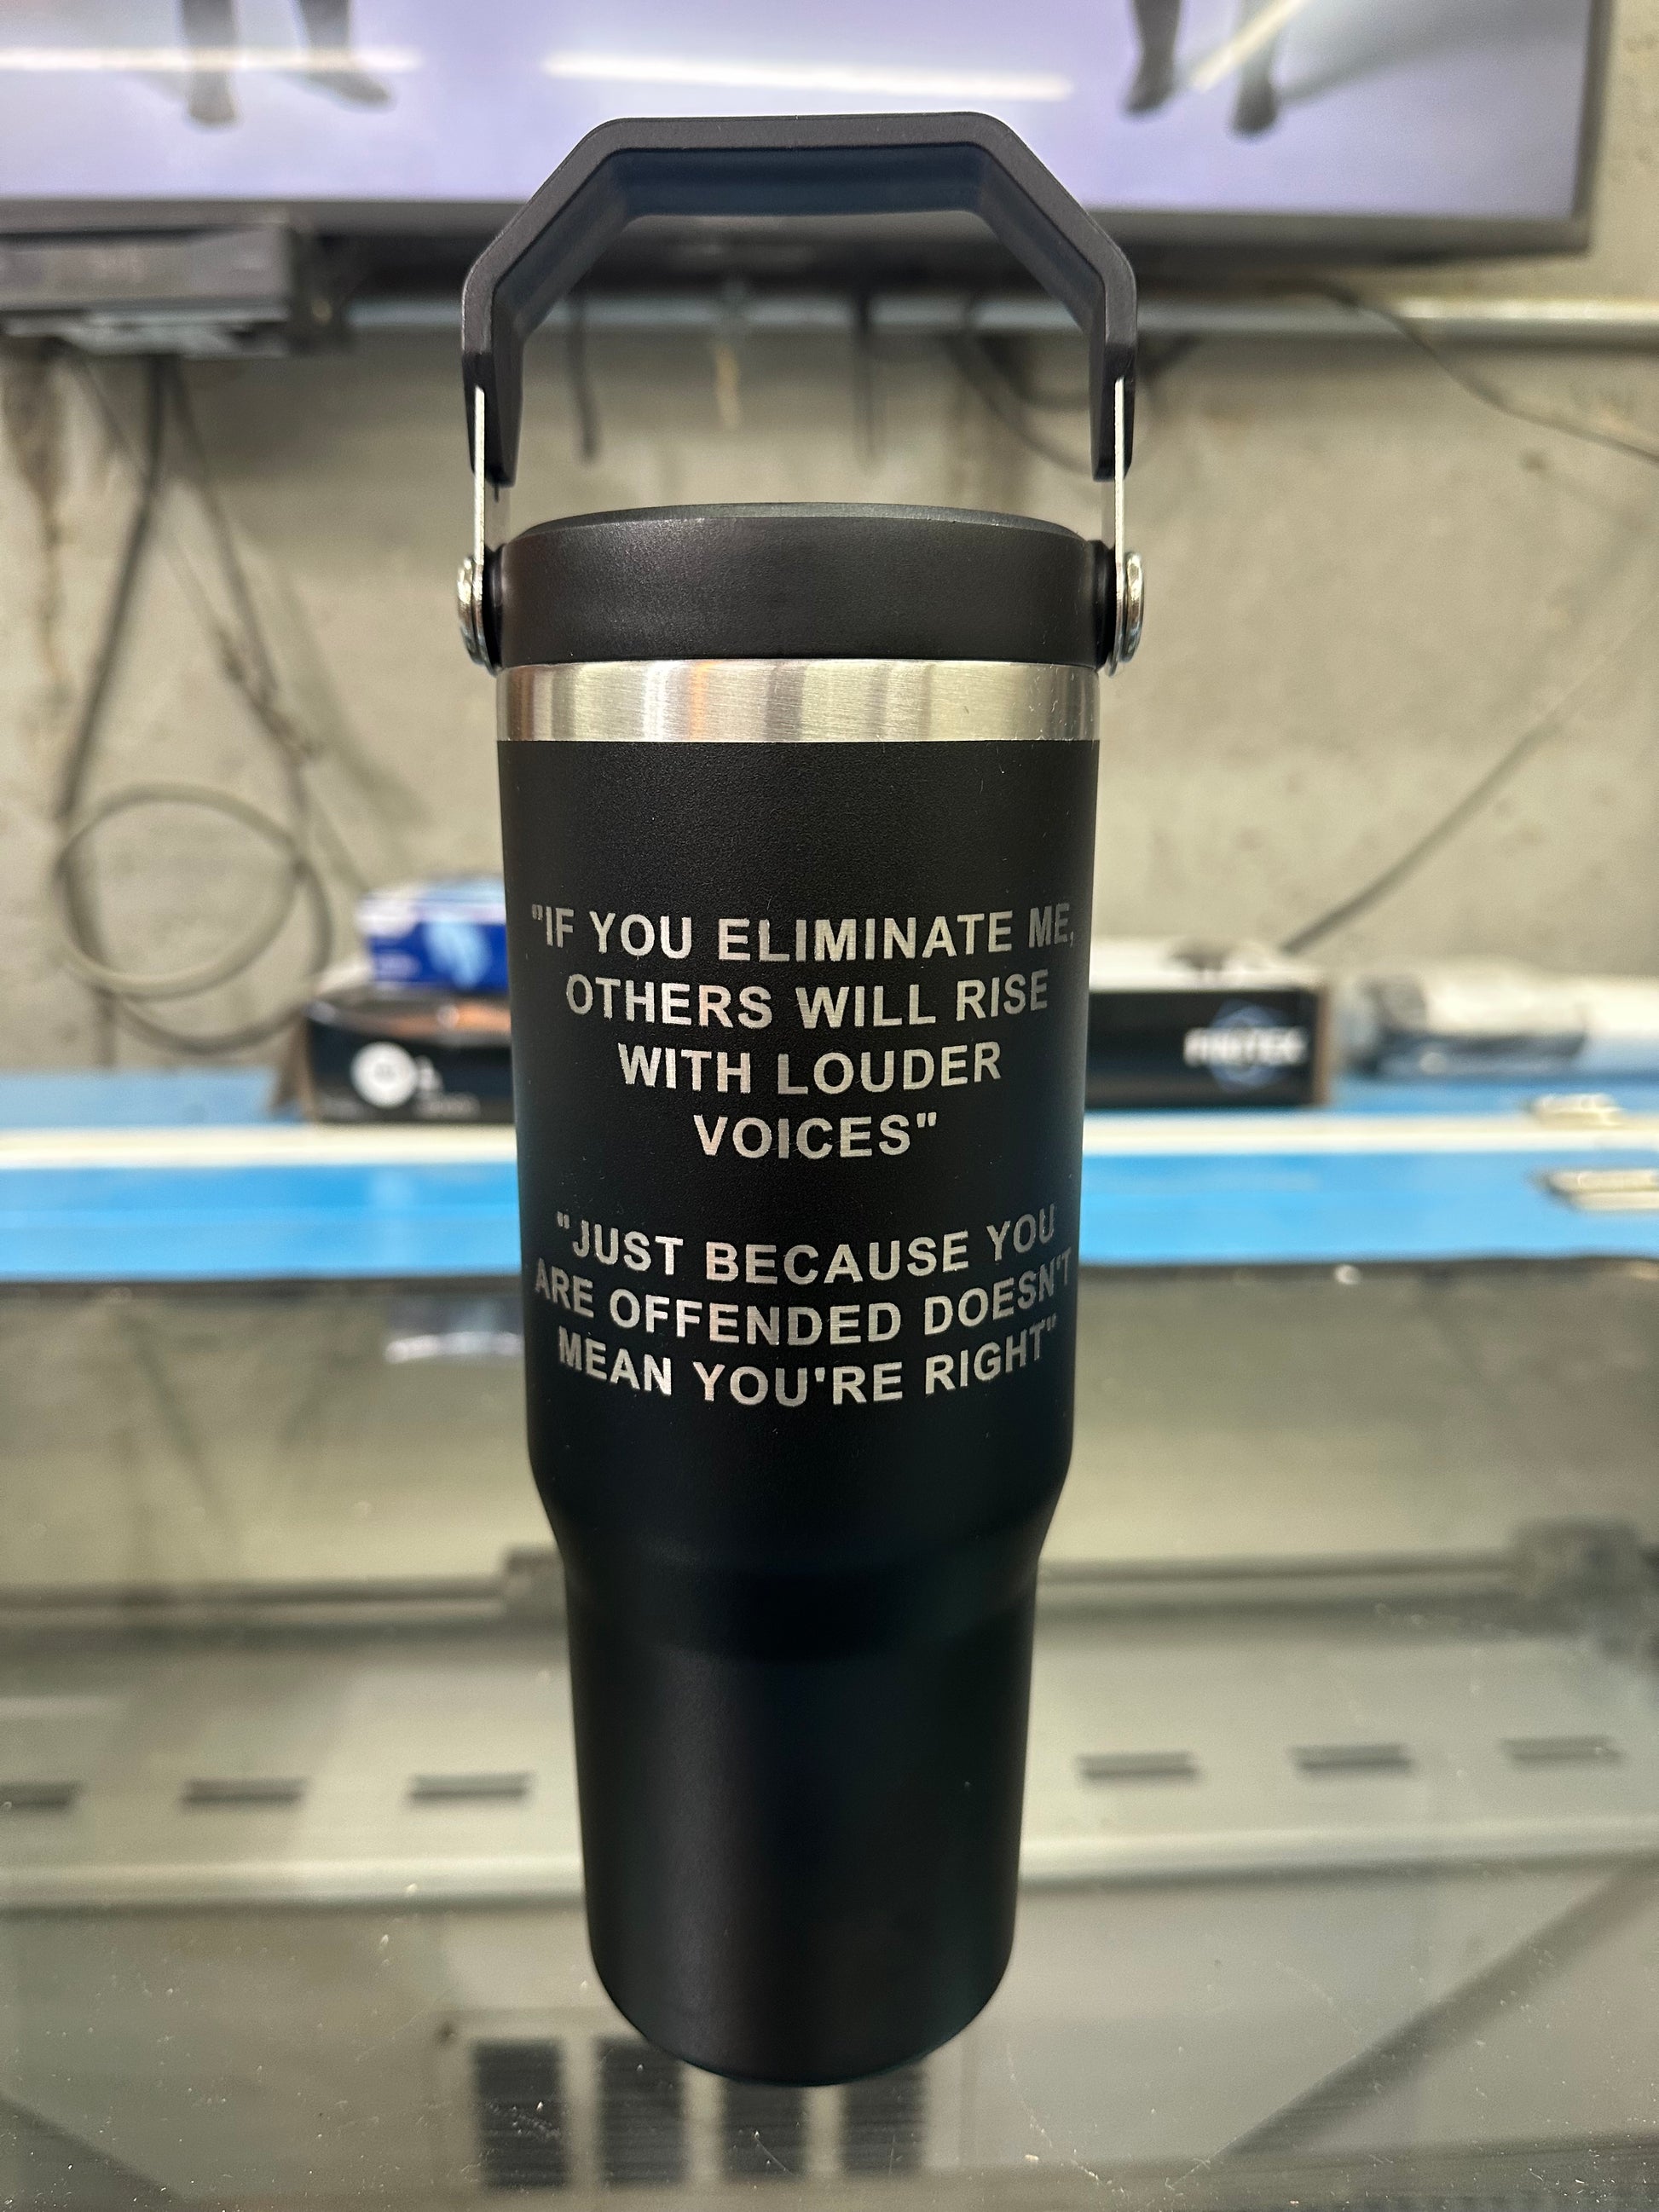 "IF YOU ELIMINATE ME,
OTHERS WILL RISE
WITH LOUDER
VOICES"
"JUST BECAUSE YOU
ARE OFFENDED DOESN'T
MEAN YOU'RE RIGHT"